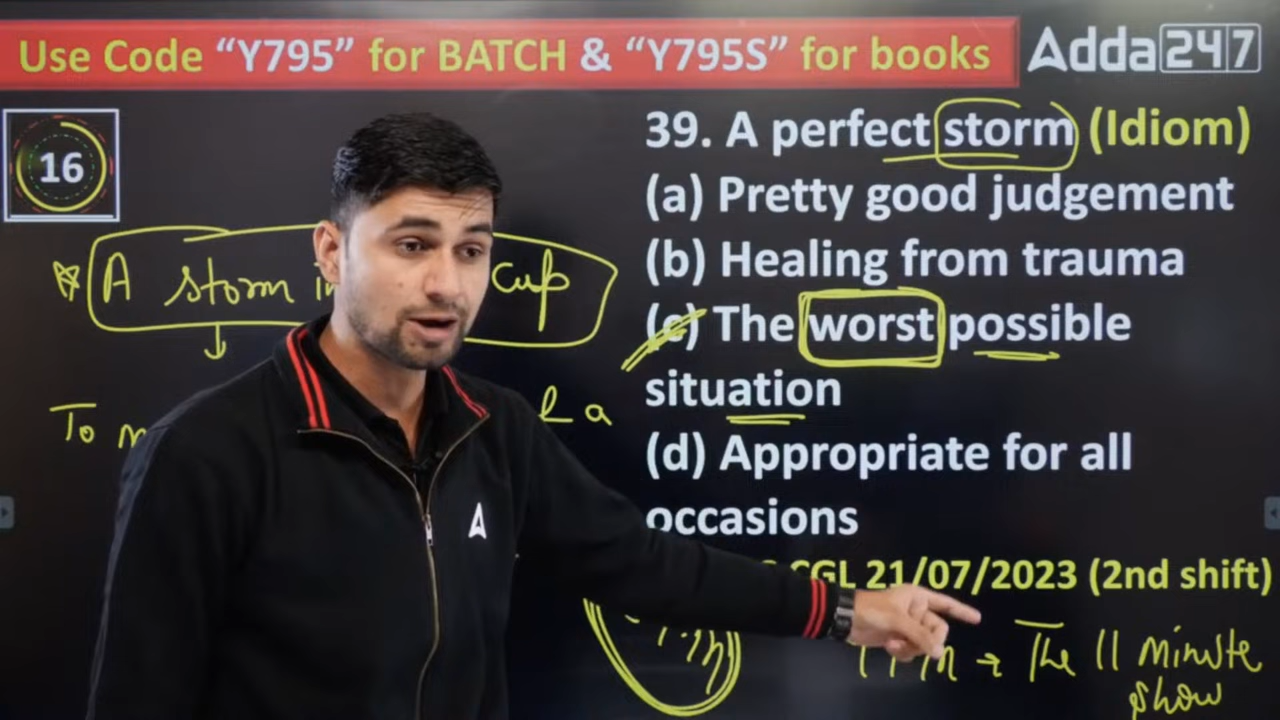 Use Code “Y795” for BATCH & “Y795S” for books
Adda247
16
39. A perfect storm (Idiom)
(a) Pretty good judgement
(b) Healing from trauma
(c) The worst possible
situation
(d) Appropriate for all
occasions
CGL 21/07/2023 (2nd shift)
A storm in cup
To a
→ The 11 Minute
show